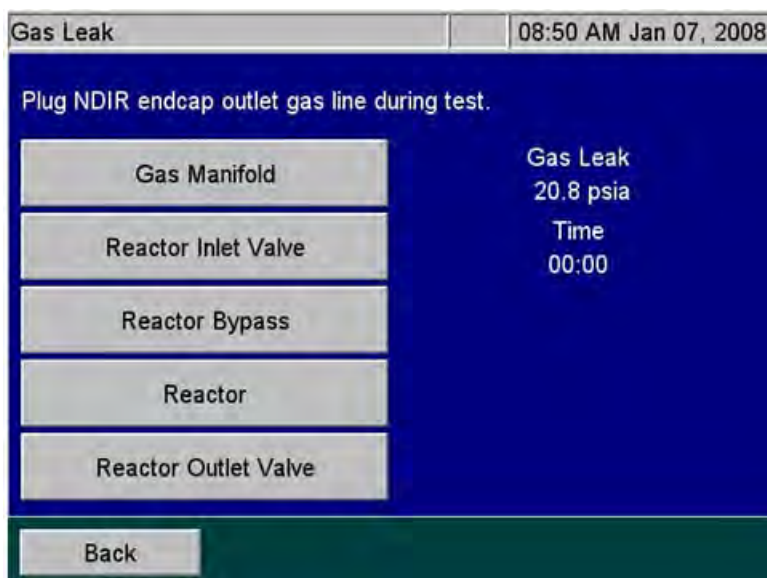 Gas Leak
08:50 AM Jan 07, 2008
Plug NDIR endcap outlet gas line during test.
Gas Manifold
Reactor Inlet Valve
Reactor Bypass
Reactor
Reactor Outlet Valve
Gas Leak
20.8 psia
Time
00:00
Back